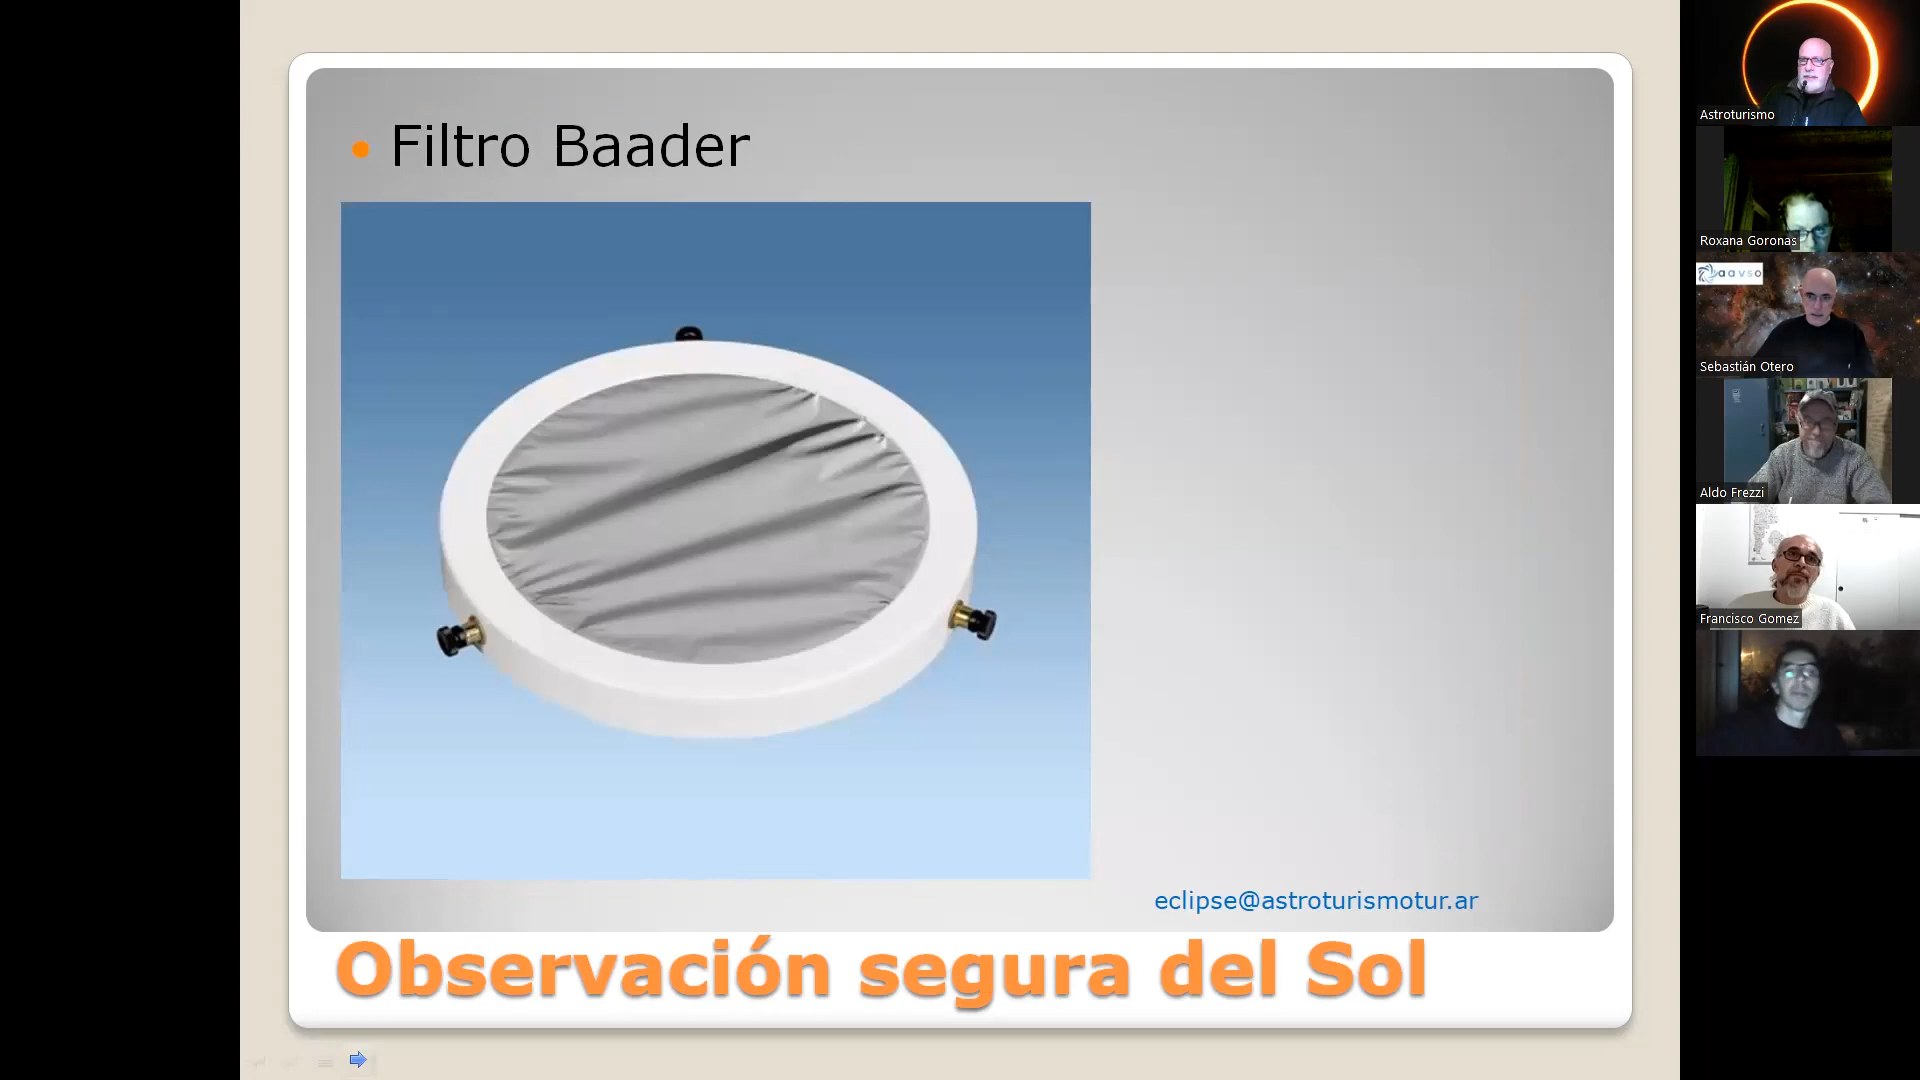 Filtro Baader
eclipse@astroturismotur.ar
Observación segura del Sol
Astroturismo
Roxana Goronas
aavso
Sebastián Otero
Aldo Frezzi
Francisco Gomez